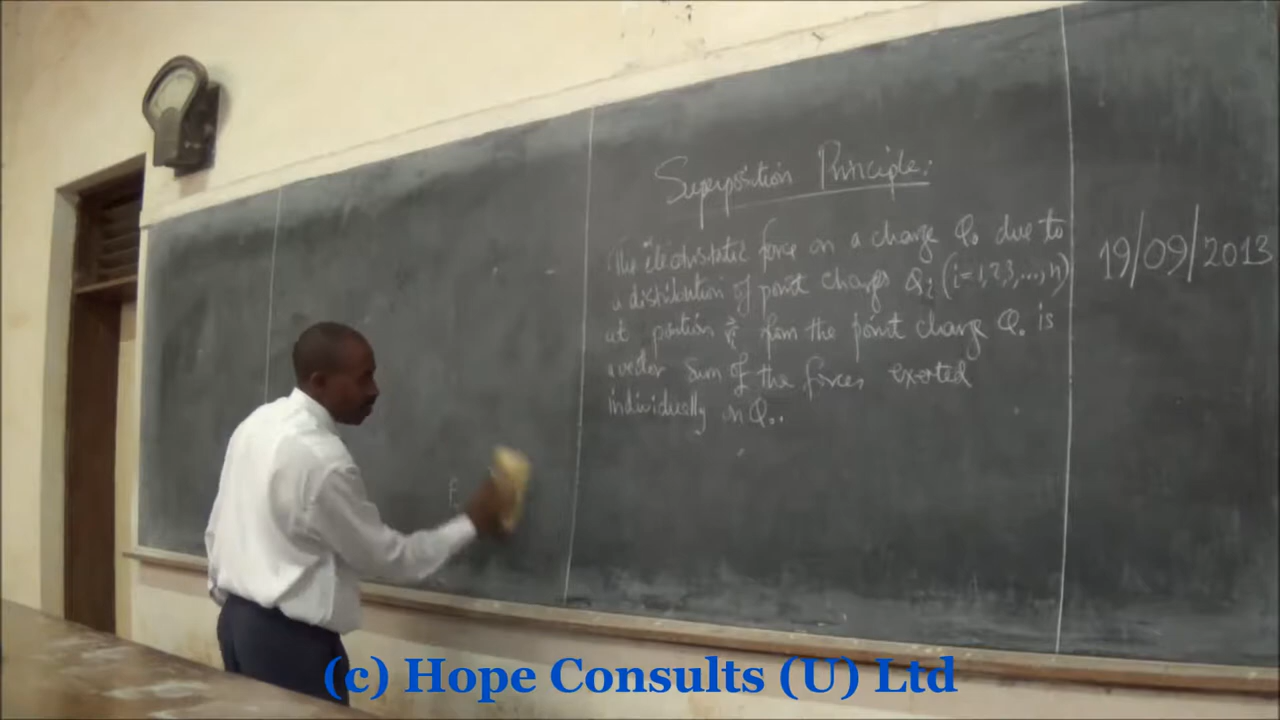 Superposition Principle:
The electrostatic force on a charge Q₀ due to
a distribution of point charges Qᵢ (i=1,2,3,...,n)
at position r⃗ᵢ from the point charge Q₀ is
a vector sum of the forces exerted
individually on Q₀.
19/09/2013
F
(c) Hope Consults (U) Ltd